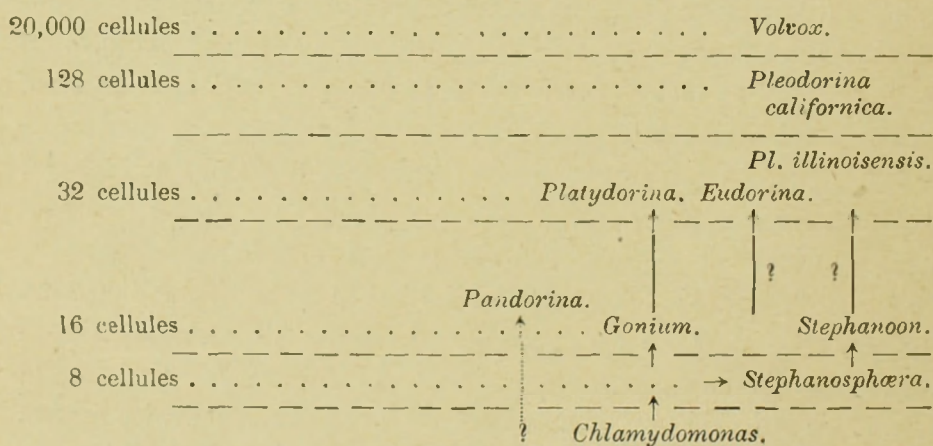 20,000 cellules . . . . . . . . . . . . . . . . . . . . . . . Volvox.
128 cellules . . . . . . . . . . . . . . . . . . . . . . . . Pleodorina
californica.
Pl. illinoisensis.
32 cellules . . . . . . . . . . . . . . . Platydorina. Eudorina.
? ?
Pandorina.
16 cellules . . . . . . . . . . . . . . . . . . Gonium. Stephanoon.
8 cellules . . . . . . . . . . . . . . . . . . . . . . . → Stephanosphæra.
? Chlamydomonas.